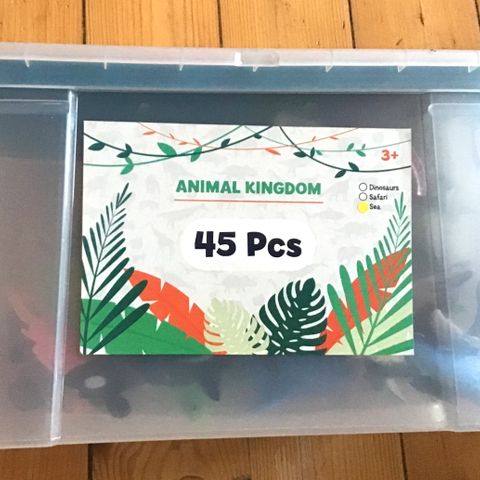 3+
ANIMAL KINGDOM
Dinosaurs
Safari
Sea
45 Pcs